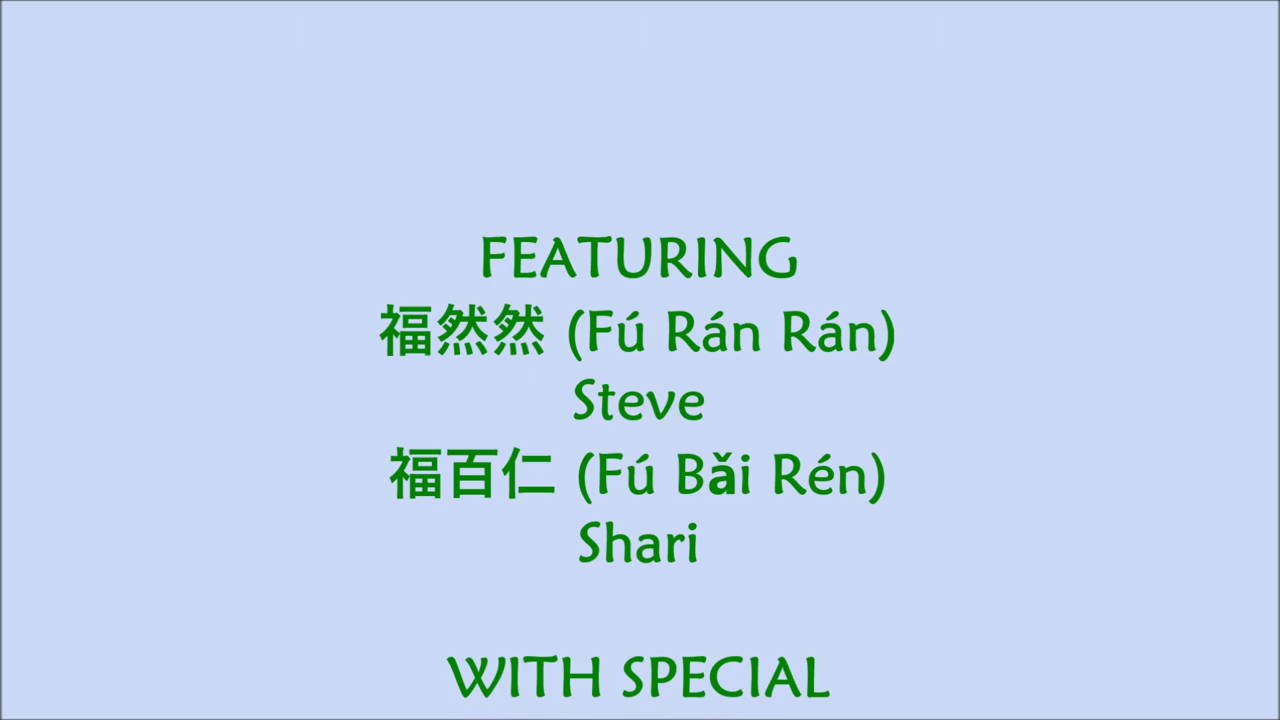 FEATURING
福然然 (Fú Rán Rán)
Steve
福百仁 (Fú Bǎi Rén)
Shari
WITH SPECIAL